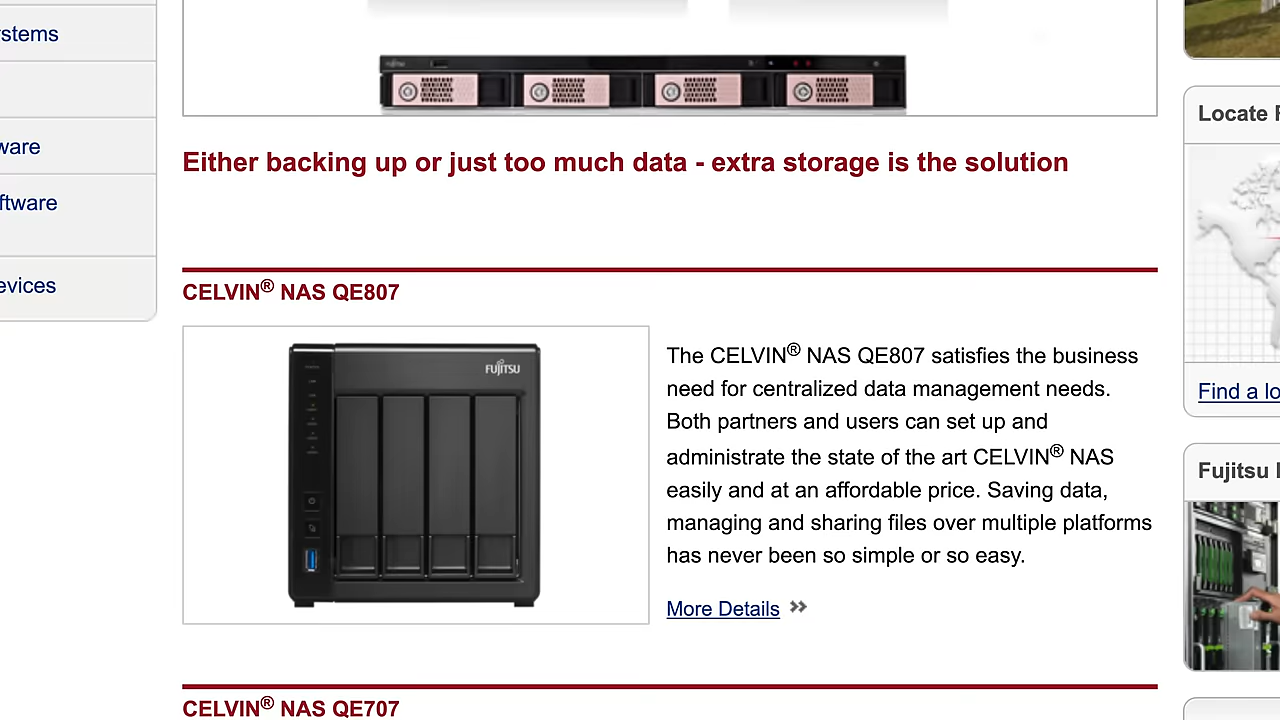 ystems
ware
ftware
evices
FUJITSU
Either backing up or just too much data - extra storage is the solution
CELVIN® NAS QE807
FUJITSU
The CELVIN® NAS QE807 satisfies the business
need for centralized data management needs.
Both partners and users can set up and
administrate the state of the art CELVIN® NAS
easily and at an affordable price. Saving data,
managing and sharing files over multiple platforms
has never been so simple or so easy.
More Details
CELVIN® NAS QE707
Locate F
Find a lo
Fujitsu